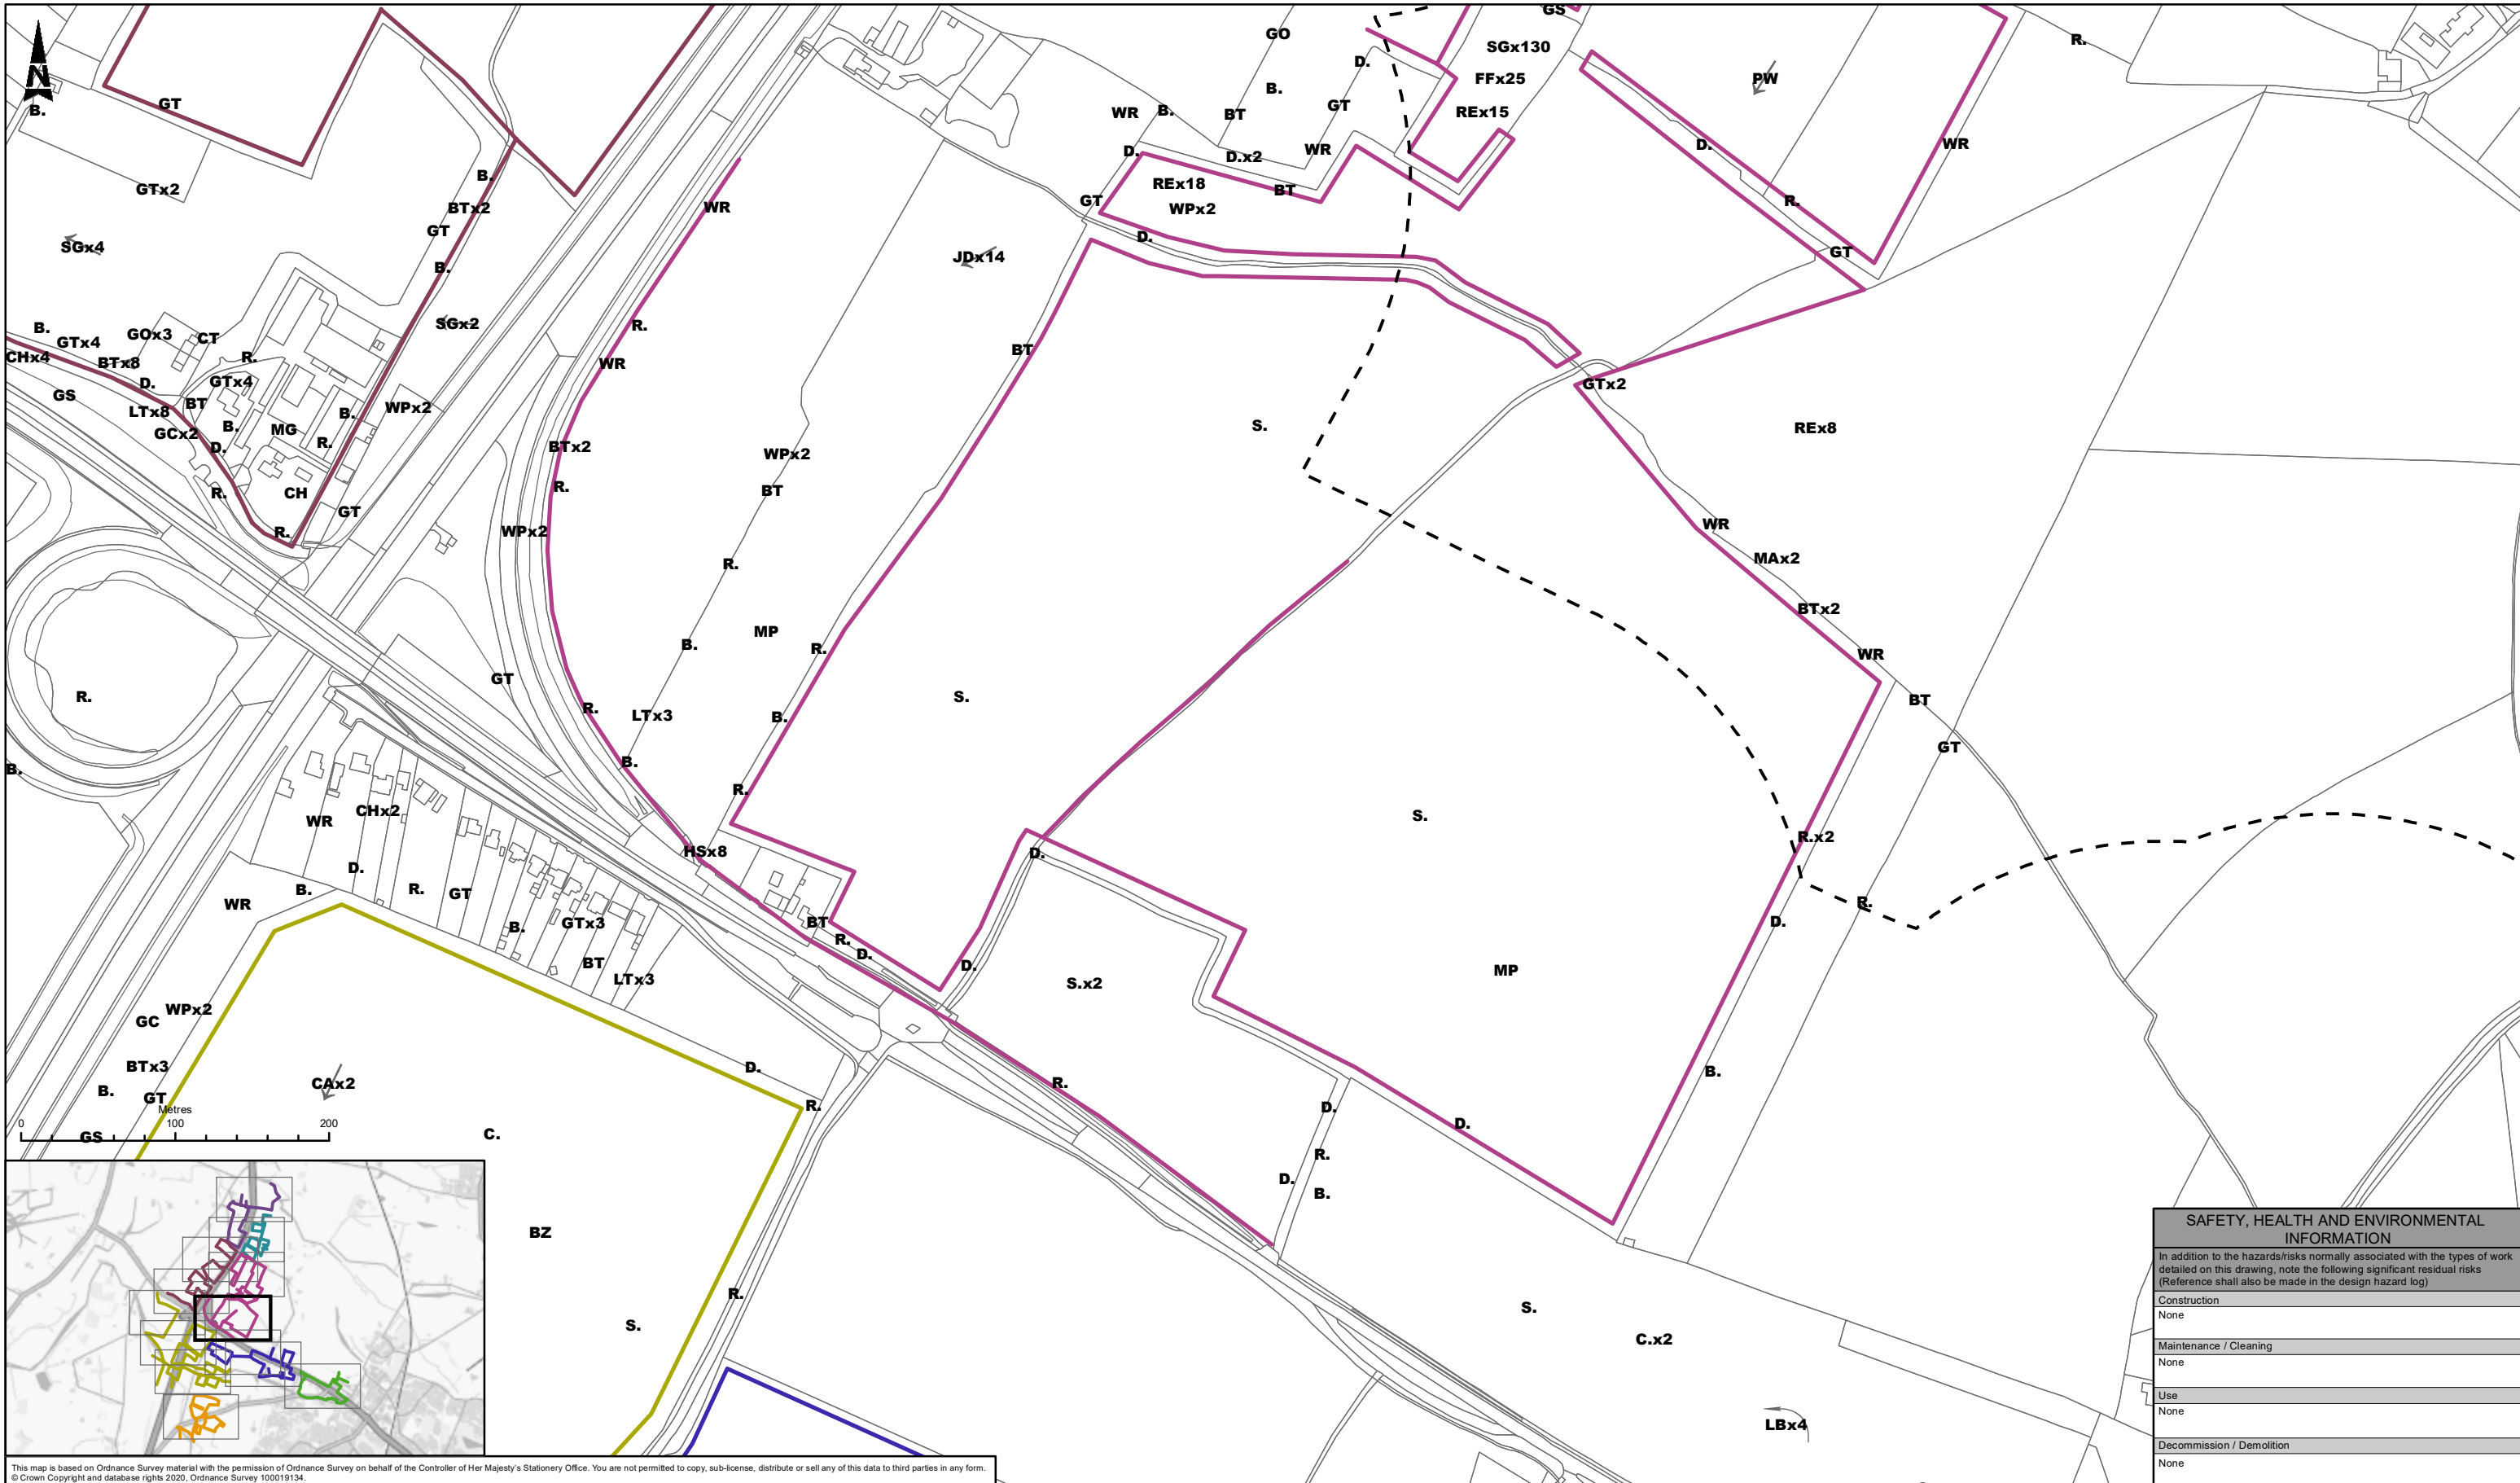 GS
GO
SGx130
R.
D.
FFx25
PW
B.
N
GT
B.
WR
B.
BT
GT
REx15
D.
D.x2
WR
D.
WR
B.
REx18
BT
GTx2
BTx2
WR
GT
WPx2
R.
GT
D.
SGx4
B.
JDx14
GT
B.
GOx3
CT
SGx2
R.
GTx4
CHx4
BTx8
R.
WR
BT
D.
GTx4
GTx2
GS
LTx8
BT
B.
WPx2
GCx2
B.
MG
S.
REx8
D.
R.
BTx2
WPx2
R.
CH
R.
BT
GT
R.
WPx2
WR
R.
MAx2
BTx2
MP
B.
R.
WR
GT
R.
S.
BT
R.
LTx3
B.
GT
B.
B.
R.
CHx2
WR
S.
R.x2
HSx8
D.
D.
B.
R.
GT
WR
R.
BT
D.
B.
GTx3
R.
D.
BT
D.
MP
LTx3
S.x2
WPx2
GC
BTx3
D.
B.
R.
B.
CAx2
GT
Metres
R.
D.
0
100
200
D.
GS
C.
R.
D.
B.
BZ
R.
S.
S.
C.x2
LBx4
SAFETY, HEALTH AND ENVIRONMENTAL
INFORMATION
In addition to the hazards/risks normally associated with the types of work
detailed on this drawing, note the following significant residual risks
(Reference shall also be made in the design hazard log)
Construction
None
Maintenance / Cleaning
None
Use
None
Decommission / Demolition
None
This map is based on Ordnance Survey material with the permission of Ordnance Survey on behalf of the Controller of Her Majesty's Stationery Office. You are not permitted to copy, sub-license, distribute or sell any of this data to third parties in any form.
© Crown Copyright and database rights 2020, Ordnance Survey 100019134.